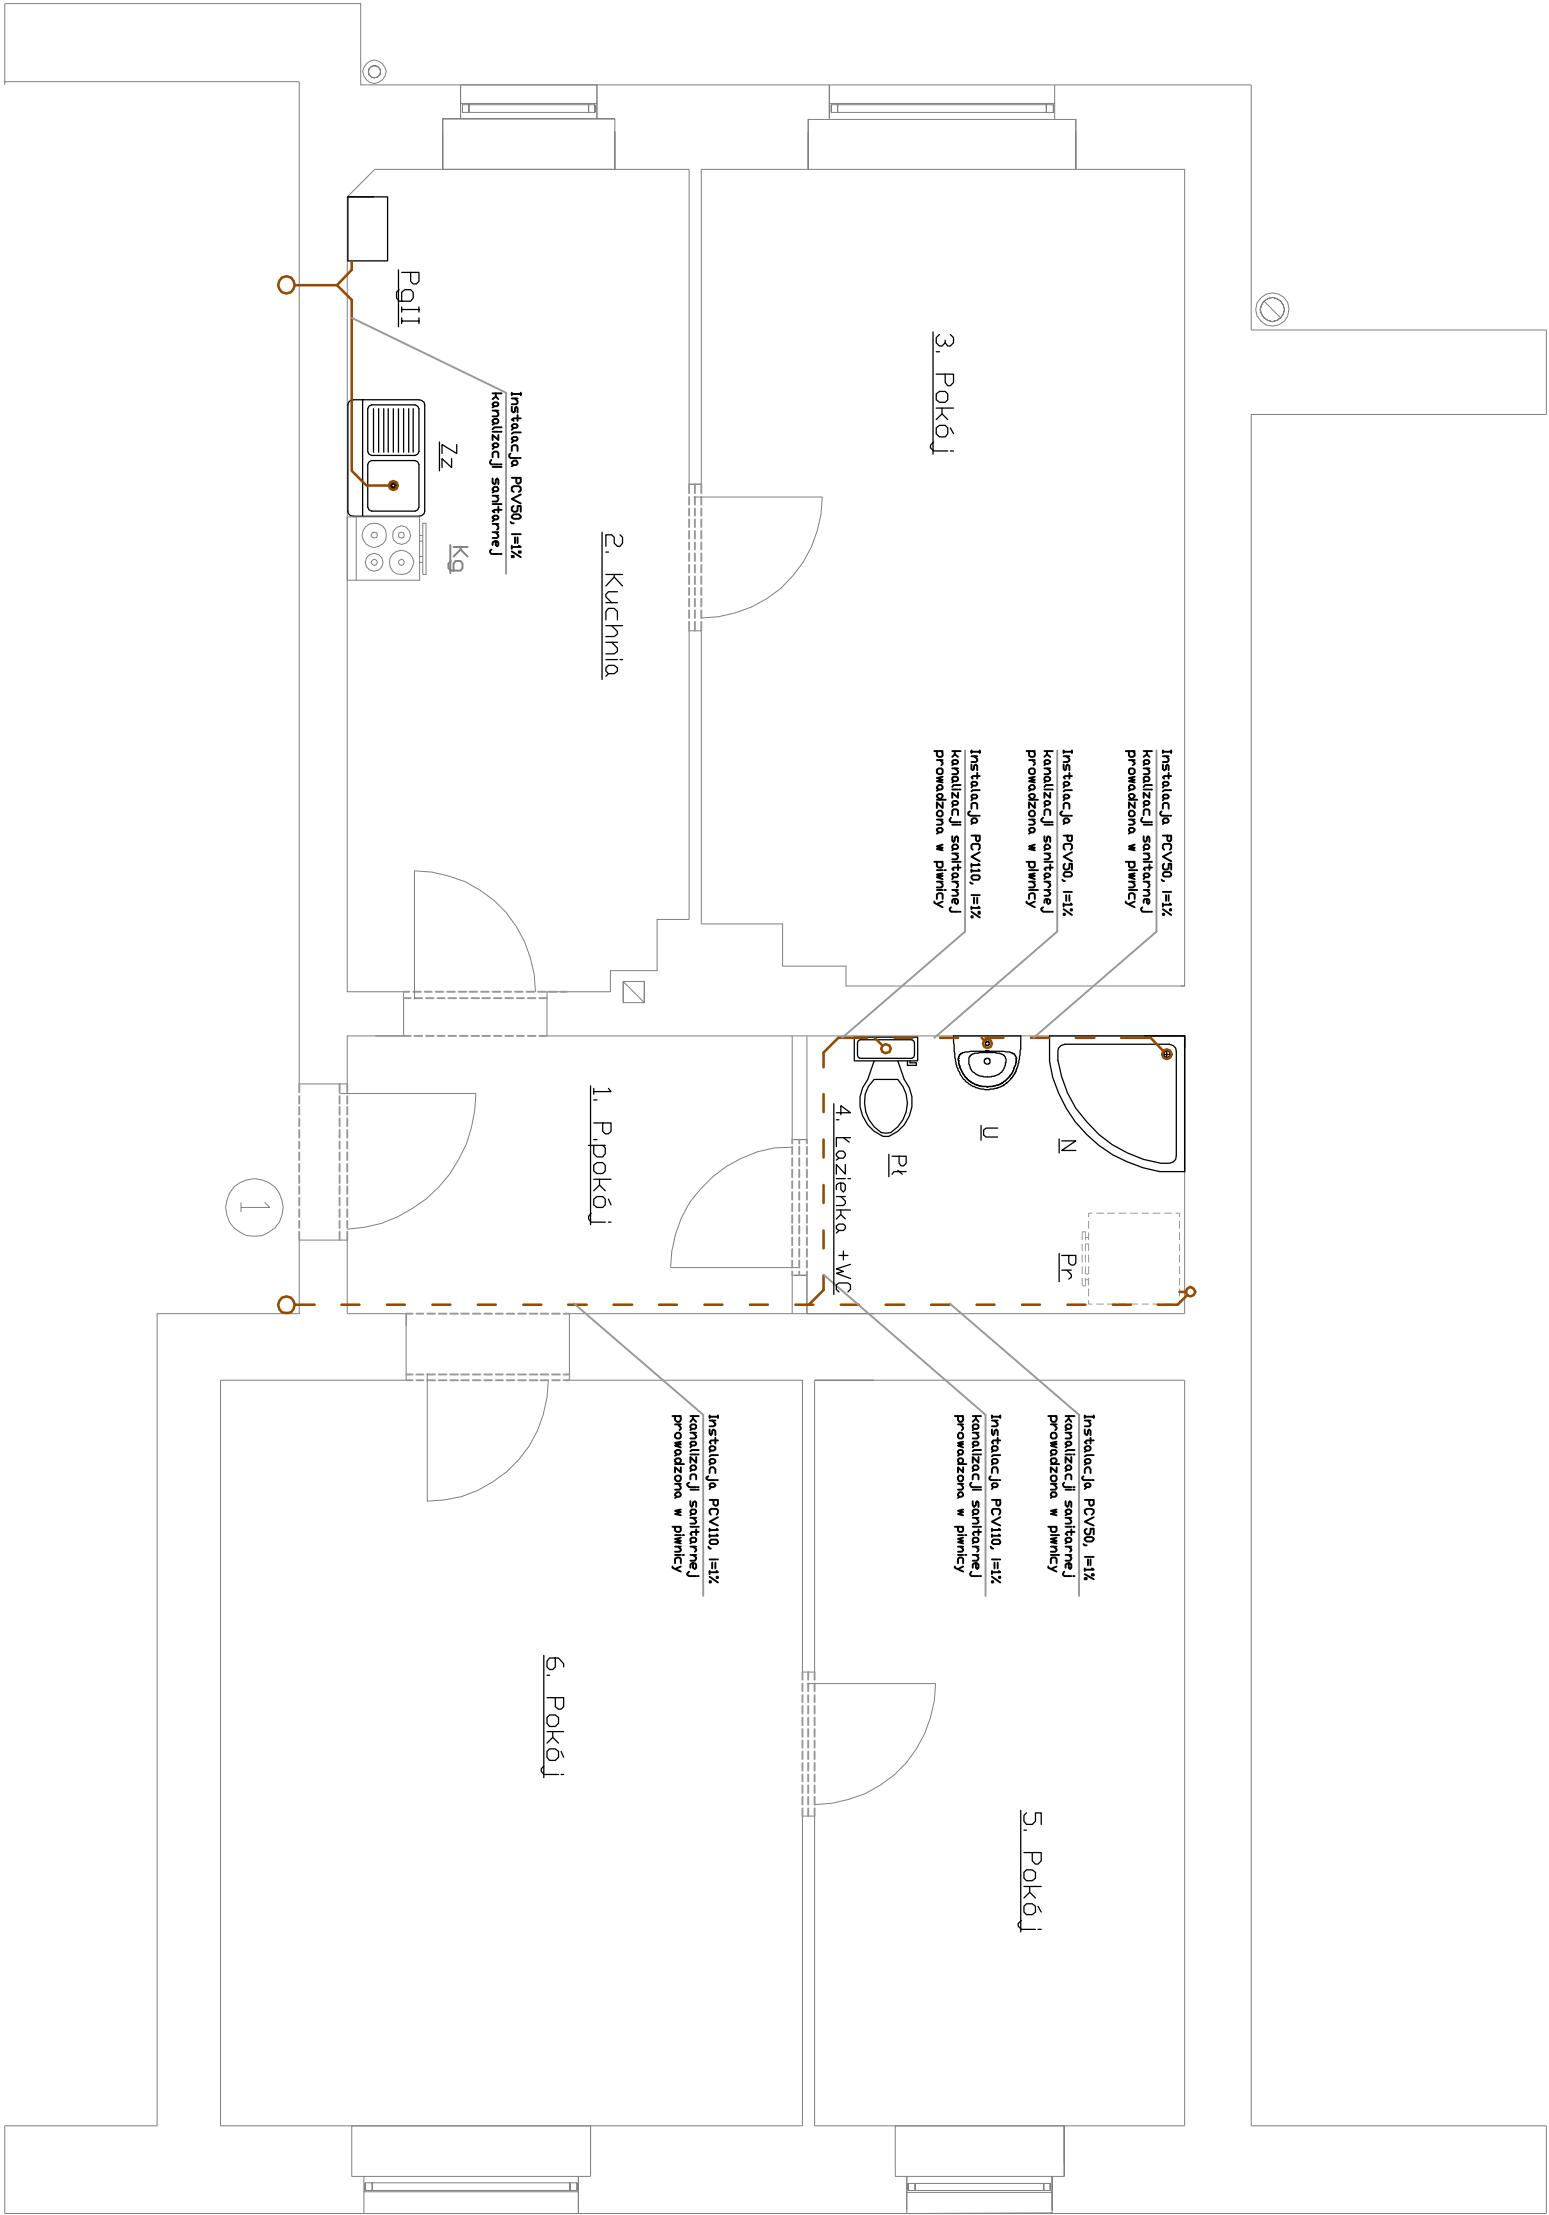 PgII
Zz
Kg
Instalacja PCV50, i=1%
kanalizacji sanitarnej
2. Kuchnia
3. Pokój
Instalacja PCV50, i=1%
kanalizacji sanitarnej
prowadzona w piwnicy
Instalacja PCV50, i=1%
kanalizacji sanitarnej
prowadzona w piwnicy
Instalacja PCV110, i=1%
kanalizacji sanitarnej
prowadzona w piwnicy
N
U
Pł
Pr
4. Łazienka +WC
1. P.pokój
1
Instalacja PCV50, i=1%
kanalizacji sanitarnej
prowadzona w piwnicy
Instalacja PCV110, i=1%
kanalizacji sanitarnej
prowadzona w piwnicy
Instalacja PCV110, i=1%
kanalizacji sanitarnej
prowadzona w piwnicy
5. Pokój
6. Pokój